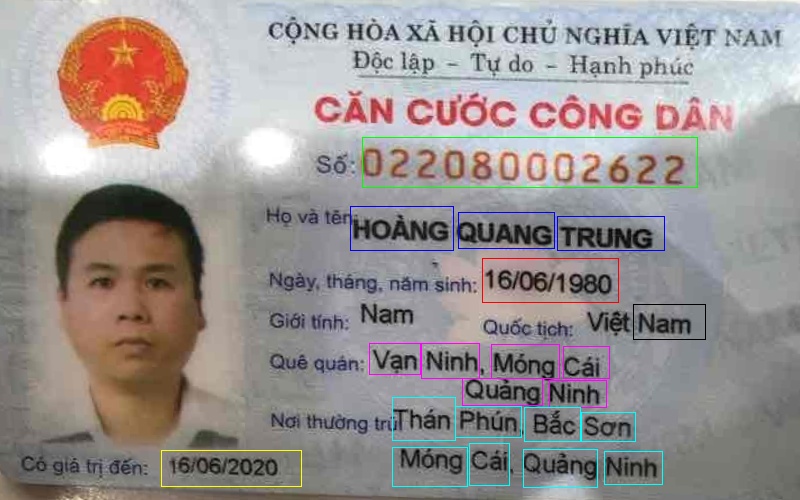 CỘNG HÒA XÃ HỘI CHỦ NGHĨA VIỆT NAM
Độc lập - Tự do - Hạnh phúc
CĂN CƯỚC CÔNG DÂN
Số: 022080002622
Họ và tên: HOÀNG QUANG TRUNG
Ngày, tháng, năm sinh: 16/06/1980
Giới tính: Nam Quốc tịch: Việt Nam
Quê quán: Vạn Ninh, Móng Cái
Quảng Ninh
Nơi thường trú: Thán Phún, Bắc Sơn
Móng Cái, Quảng Ninh
Có giá trị đến: 16/06/2020